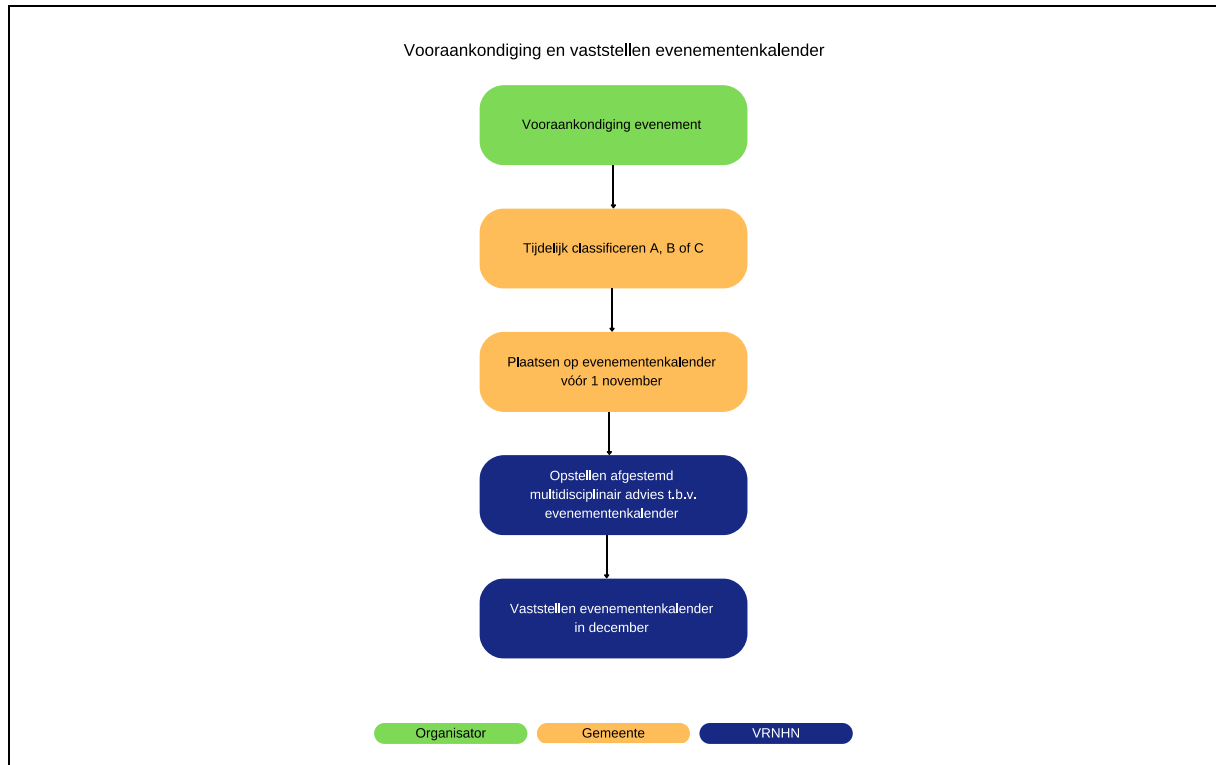 Vooraankondiging en vaststellen evenementenkalender
Vooraankondiging evenement
Tijdelijk classificeren A, B of C
Plaatsen op evenementenkalender
vóór 1 november
Opstellen afgestemd
multidisciplinair advies t.b.v.
evenementenkalender
Vaststellen evenementenkalender
in december
Organisator
Gemeente
VRNHN